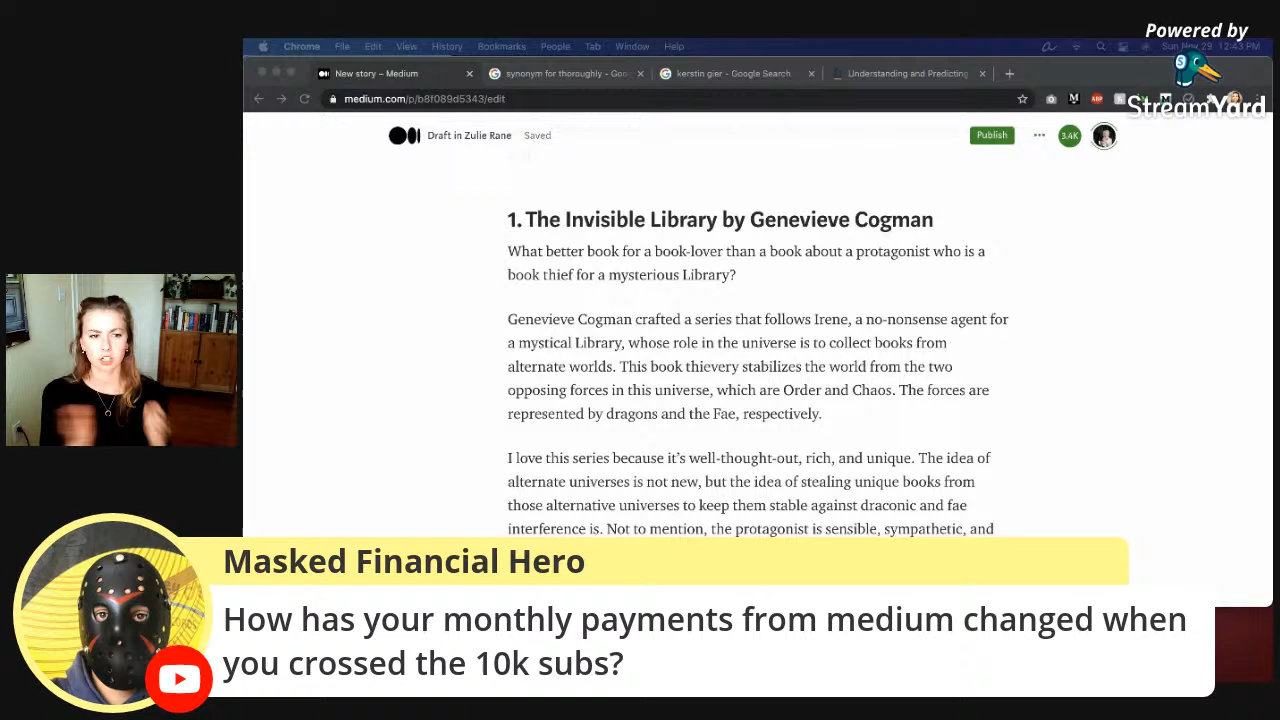 Powered by
StreamYard
Chrome File Edit View History Bookmarks People Tab Window Help
Sun Nov 29 12:43 PM
New story – Medium
synonym for thoroughly - Goo
kerstin gier - Google Search
Understanding and Predicting
medium.com/p/b8f089d5343/edit
Draft in Zulie Rane Saved
Publish
3.4K
1. The Invisible Library by Genevieve Cogman
What better book for a book-lover than a book about a protagonist who is a
book thief for a mysterious Library?
Genevieve Cogman crafted a series that follows Irene, a no-nonsense agent for
a mystical Library, whose role in the universe is to collect books from
alternate worlds. This book thievery stabilizes the world from the two
opposing forces in this universe, which are Order and Chaos. The forces are
represented by dragons and the Fae, respectively.
I love this series because it’s well-thought-out, rich, and unique. The idea of
alternate universes is not new, but the idea of stealing unique books from
those alternative universes to keep them stable against draconic and fae
interference is. Not to mention, the protagonist is sensible, sympathetic, and
Masked Financial Hero
How has your monthly payments from medium changed when
you crossed the 10k subs?